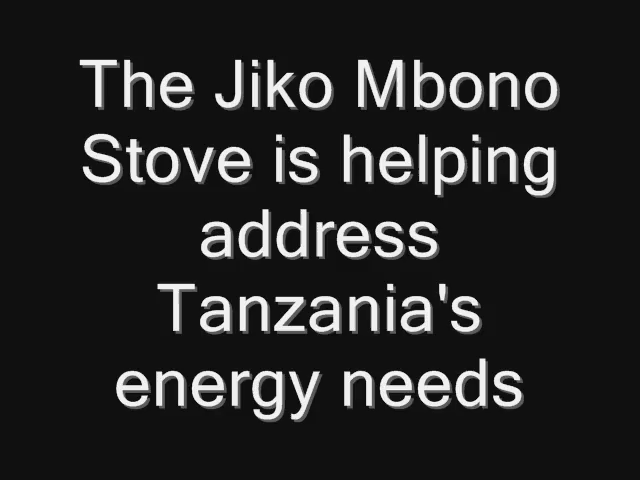 The Jiko Mbono
Stove is helping
address
Tanzania's
energy needs